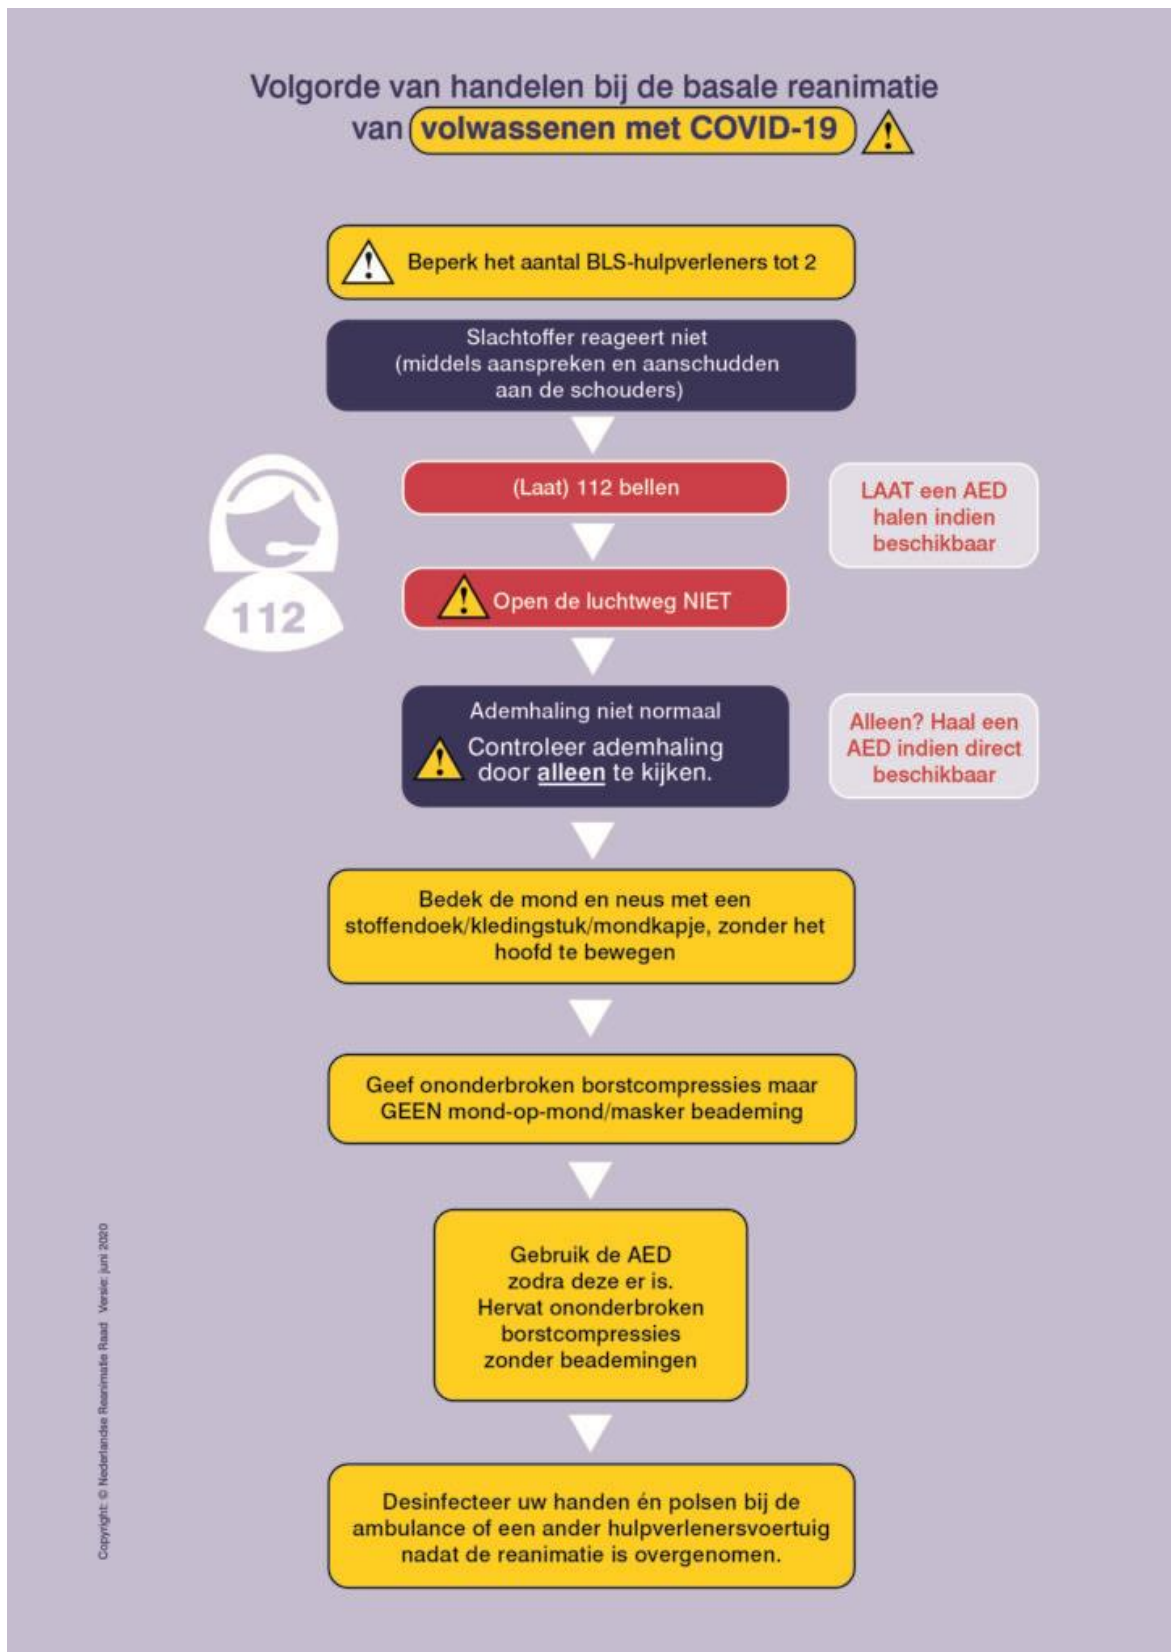 Volgorde van handelen bij de basale reanimatie
van volwassenen met COVID-19
Beperk het aantal BLS-hulpverleners tot 2
Slachtoffer reageert niet
(middels aanspreken en aanschudden
aan de schouders)
112
(Laat) 112 bellen
LAAT een AED
halen indien
beschikbaar
Open de luchtweg NIET
Ademhaling niet normaal
Controleer ademhaling
door alleen te kijken.
Alleen? Haal een
AED indien direct
beschikbaar
Bedek de mond en neus met een
stoffendoek/kledingstuk/mondkapje, zonder het
hoofd te bewegen
Geef ononderbroken borstcompressies maar
GEEN mond-op-mond/masker beademing
Gebruik de AED
zodra deze er is.
Hervat ononderbroken
borstcompressies
zonder beademingen
Desinfecteer uw handen én polsen bij de
ambulance of een ander hulpverlenersvoertuig
nadat de reanimatie is overgenomen.
Copyright: © Nederlandse Reanimatie Raad Versie: juni 2020